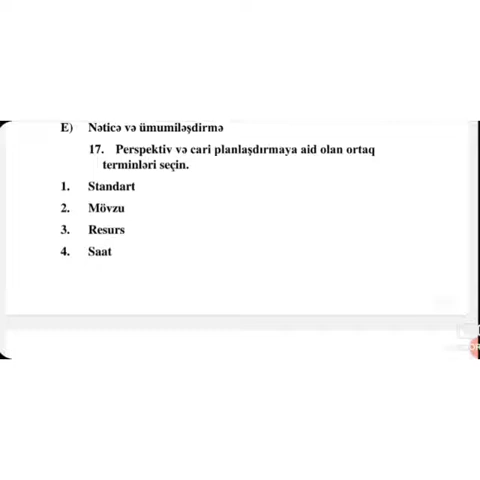 E) Nəticə və ümumiləşdirmə
17. Perspektiv və cari planlaşdırmaya aid olan ortaq
terminləri seçin.
1. Standart
2. Mövzu
3. Resurs
4. Saat